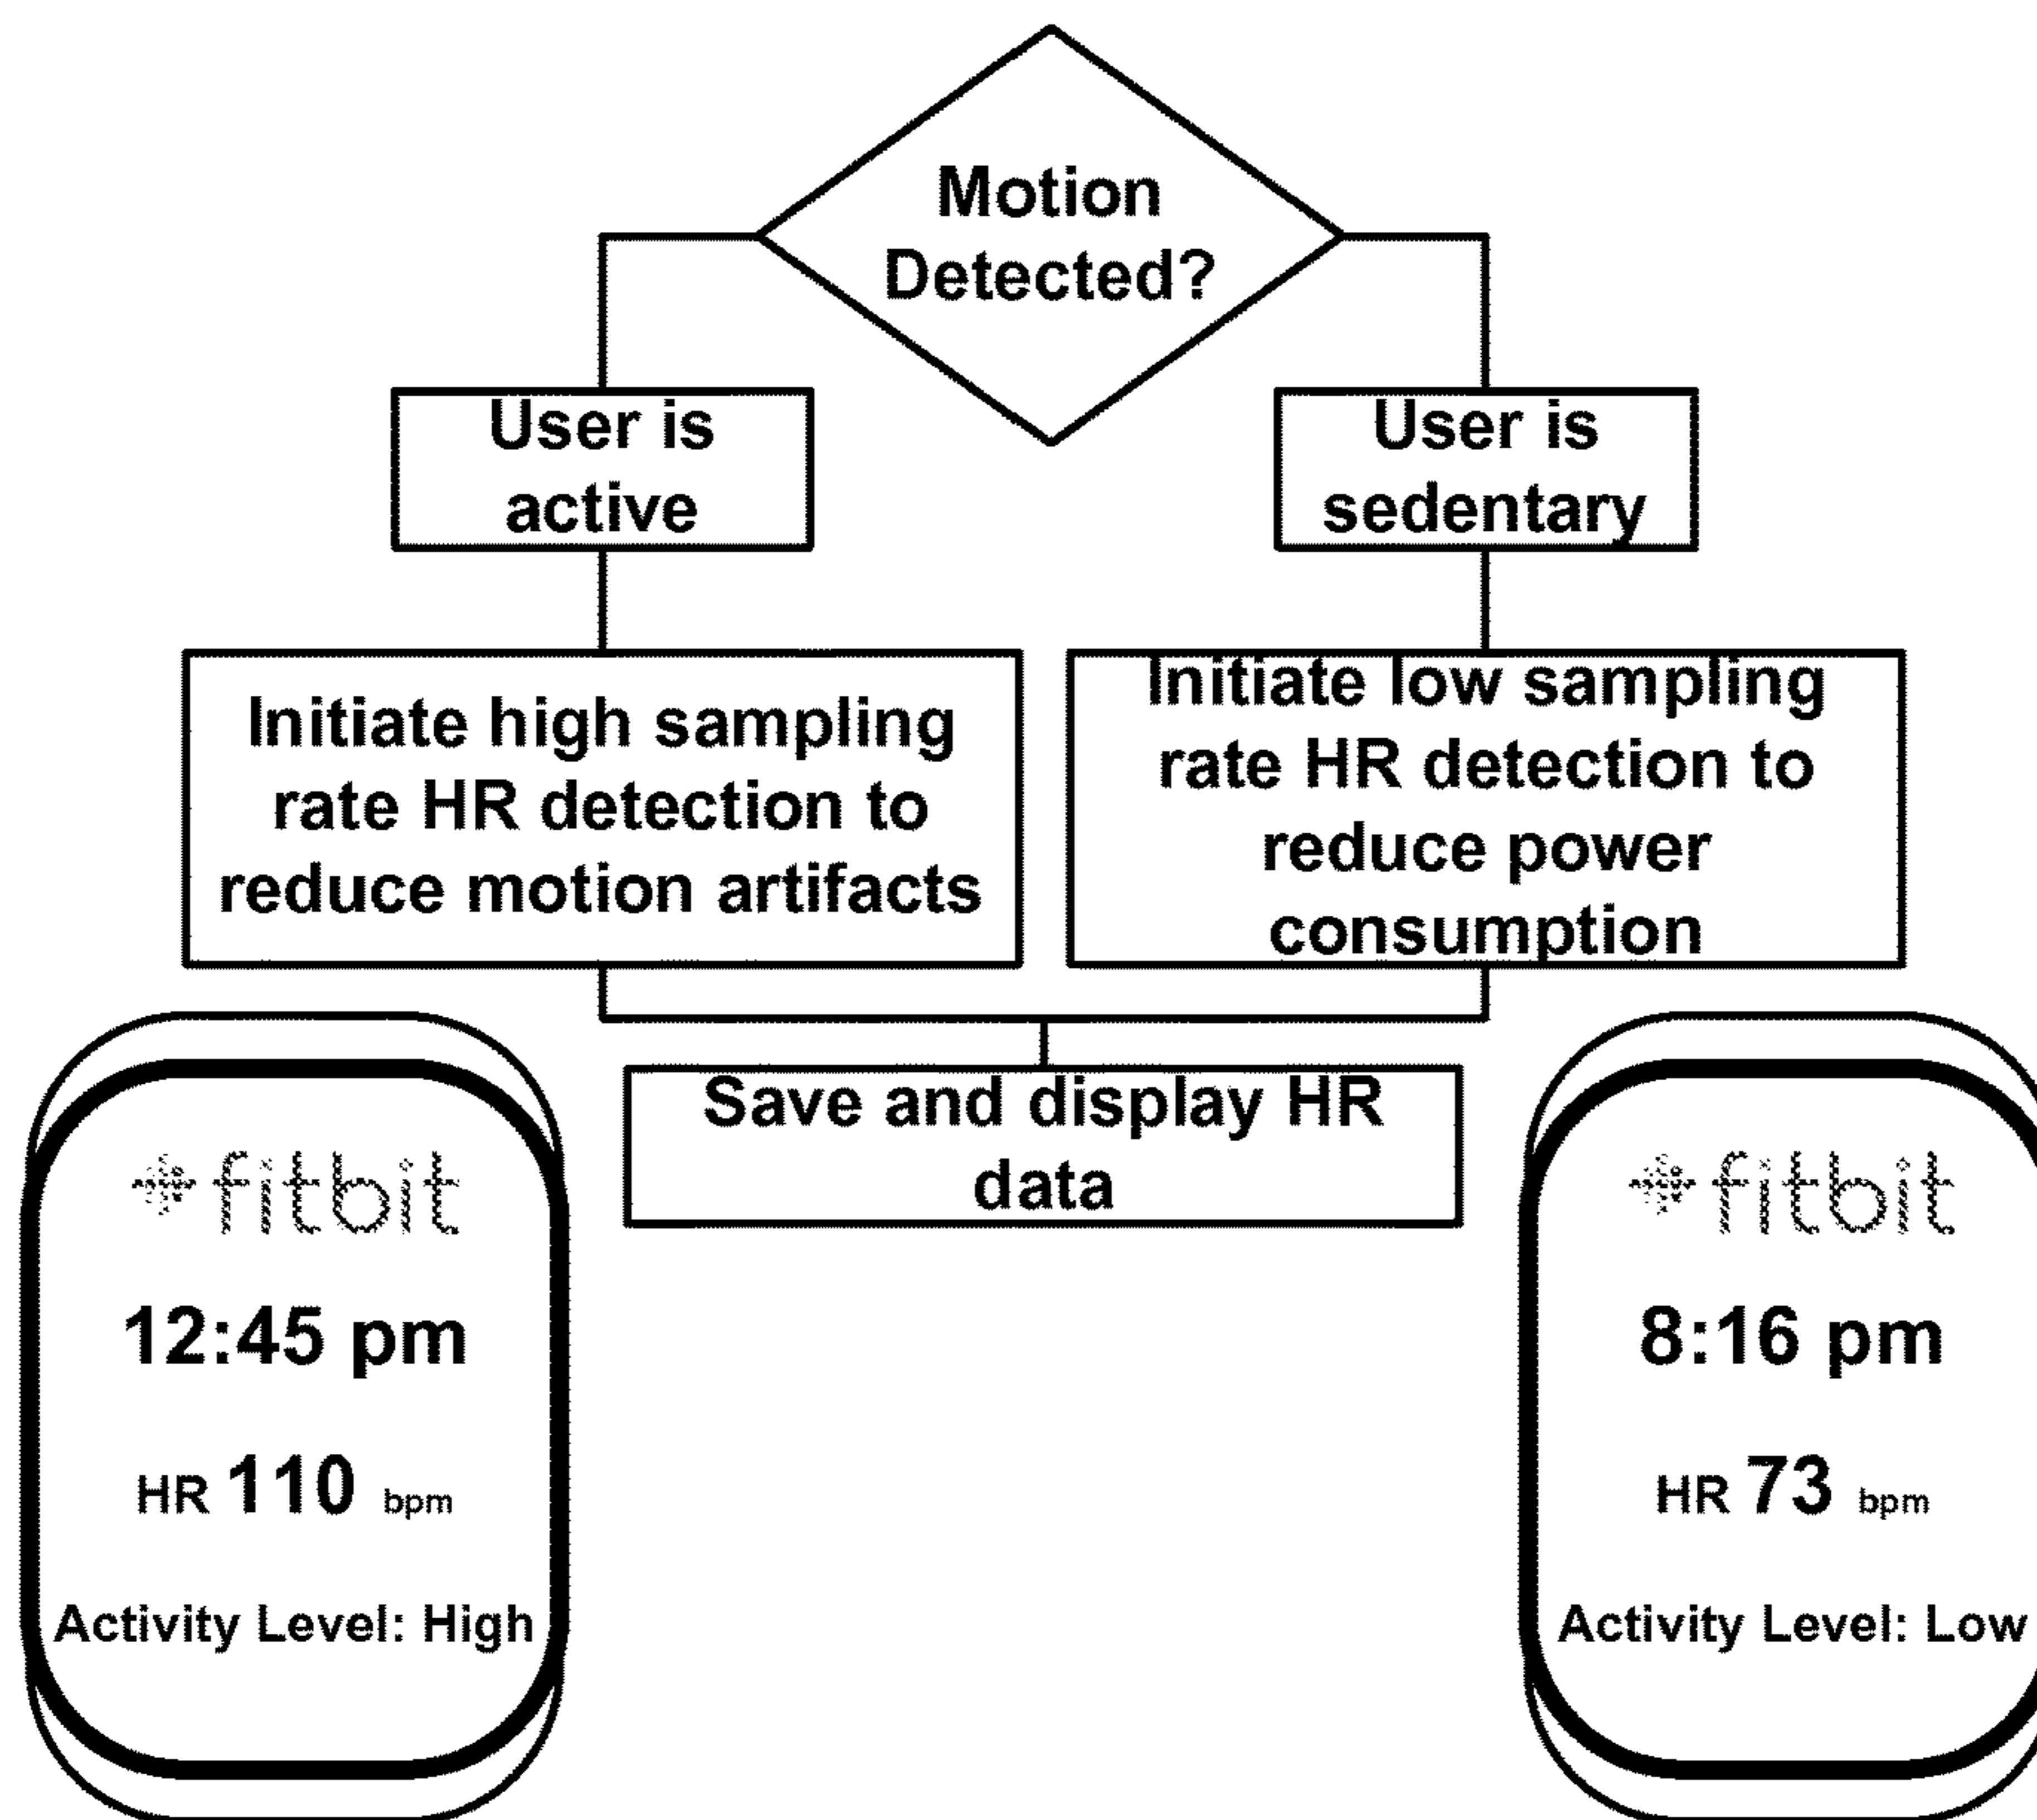 Motion
Detected?
User is
active
User is
sedentary
Initiate high sampling
rate HR detection to
reduce motion artifacts
Initiate low sampling
rate HR detection to
reduce power
consumption
Save and display HR
data
fitbit
12:45 pm
HR 110 bpm
Activity Level: High
fitbit
8:16 pm
HR 73 bpm
Activity Level: Low